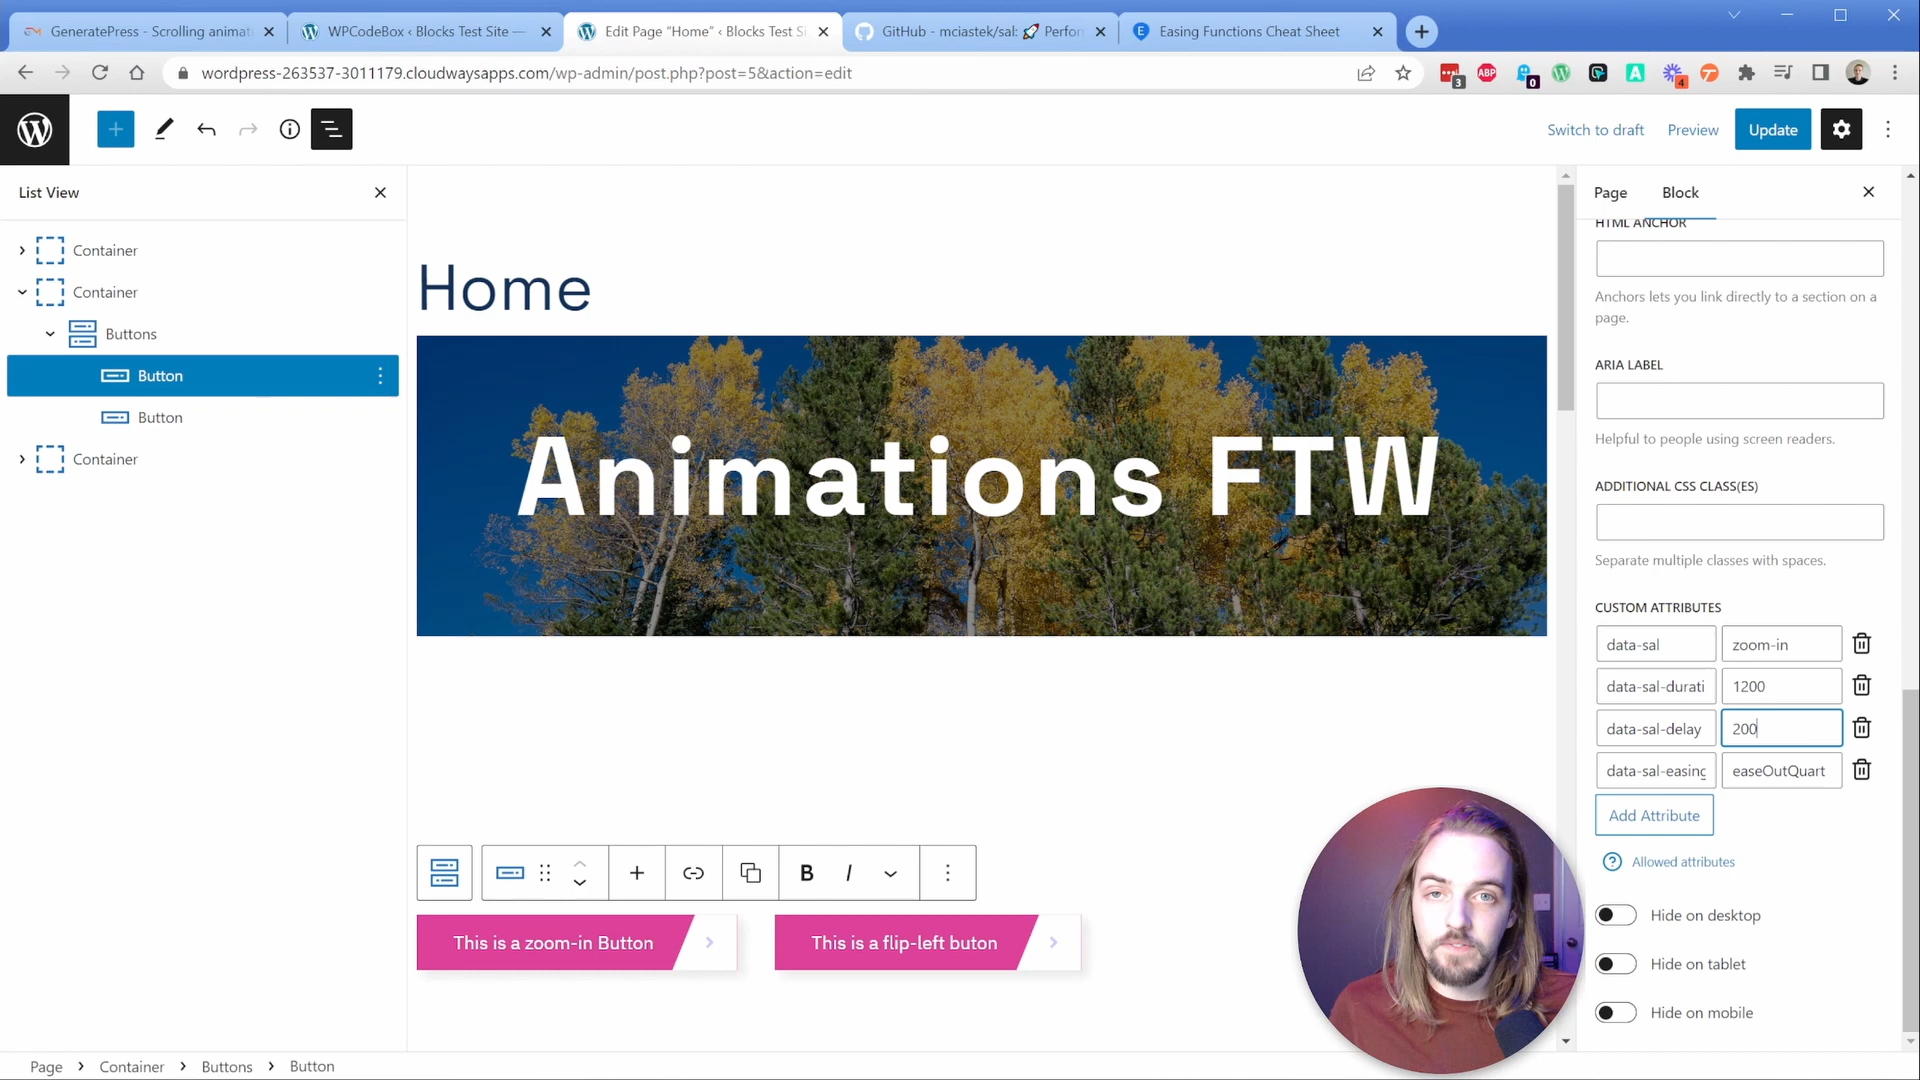 GeneratePress - Scrolling animat
WPCodeBox ‹ Blocks Test Site —
Edit Page “Home” ‹ Blocks Test Si
GitHub - mciastek/sal: 🚀 Perfor
Easing Functions Cheat Sheet
wordpress-263537-3011179.cloudwaysapps.com/wp-admin/post.php?post=5&action=edit
3
ABP
0
4
Switch to draft
Preview
Update
List View
Container
Container
Buttons
Button
Button
Container
Home
Animations FTW
B
I
This is a zoom-in Button
This is a flip-left buton
Page
Block
HTML ANCHOR
Anchors lets you link directly to a section on a
page.
ARIA LABEL
Helpful to people using screen readers.
ADDITIONAL CSS CLASS(ES)
Separate multiple classes with spaces.
CUSTOM ATTRIBUTES
data-sal zoom-in
data-sal-durati 1200
data-sal-delay 200
data-sal-easing easeOutQuart
Add Attribute
Allowed attributes
Hide on desktop
Hide on tablet
Hide on mobile
Page > Container > Buttons > Button